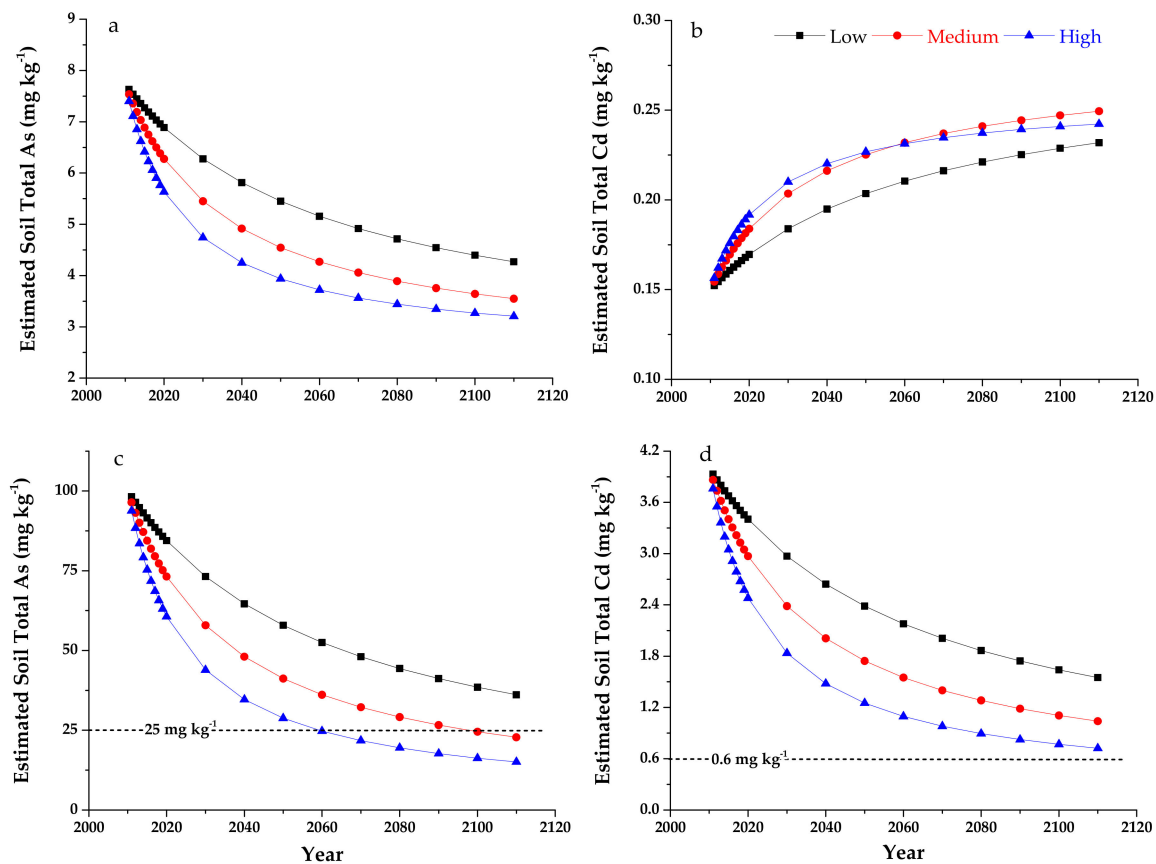 a
Estimated Soil Total As (mg kg-1)
9
8
7
6
5
4
3
2
2000 2020 2040 2060 2080 2100 2120
b
Low Medium High
Estimated Soil Total Cd (mg kg-1)
0.30
0.25
0.20
0.15
0.10
2000 2020 2040 2060 2080 2100 2120
c
Estimated Soil Total As (mg kg-1)
100
75
50
25
0
25 mg kg-1
2000 2020 2040 2060 2080 2100 2120
Year
d
Estimated Soil Total Cd (mg kg-1)
4.2
3.6
3.0
2.4
1.8
1.2
0.6
0.0
0.6 mg kg-1
2000 2020 2040 2060 2080 2100 2120
Year